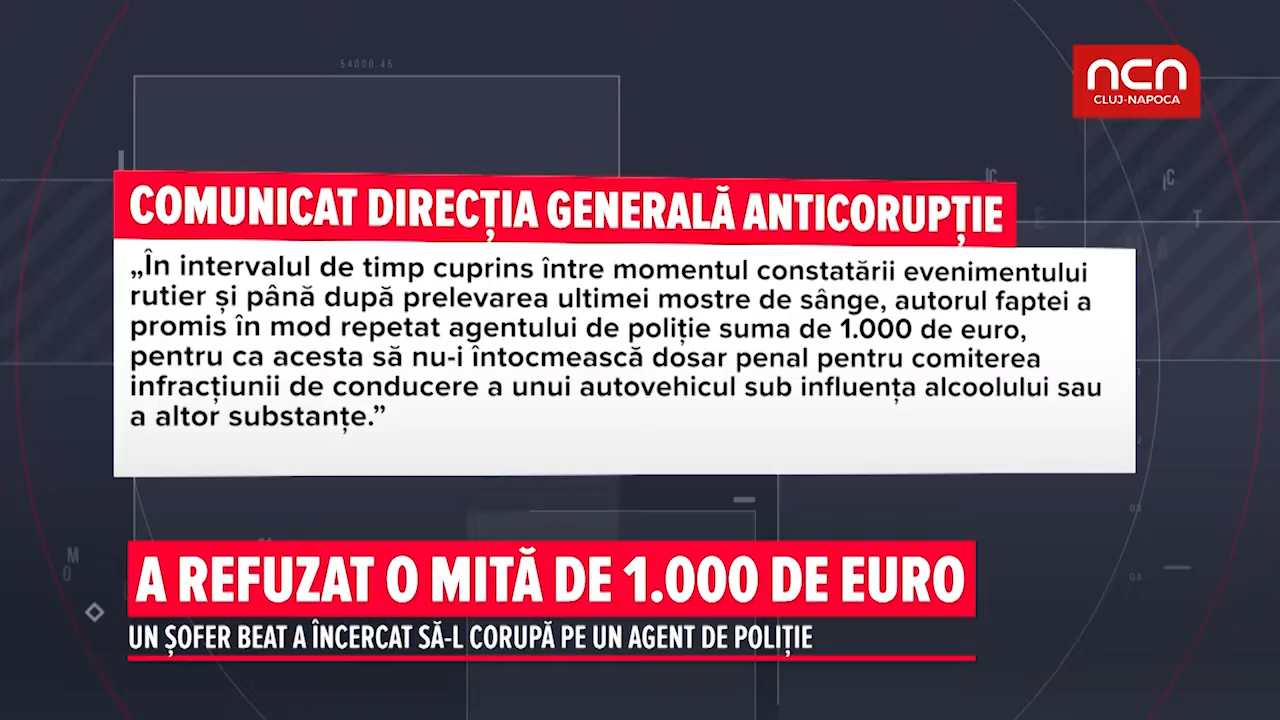 54000.45
ncn
CLUJ-NAPOCA
COMUNICAT DIRECȚIA GENERALĂ ANTICORUPȚIE
„În intervalul de timp cuprins între momentul constatării evenimentului
rutier și până după prelevarea ultimei mostre de sânge, autorul faptei a
promis în mod repetat agentului de poliție suma de 1.000 de euro,
pentru ca acesta să nu-i întocmească dosar penal pentru comiterea
infracțiunii de conducere a unui autovehicul sub influența alcoolului sau
a altor substanțe.”
A REFUZAT O MITĂ DE 1.000 DE EURO
UN ȘOFER BEAT A ÎNCERCAT SĂ-L CORUPĂ PE UN AGENT DE POLIȚIE